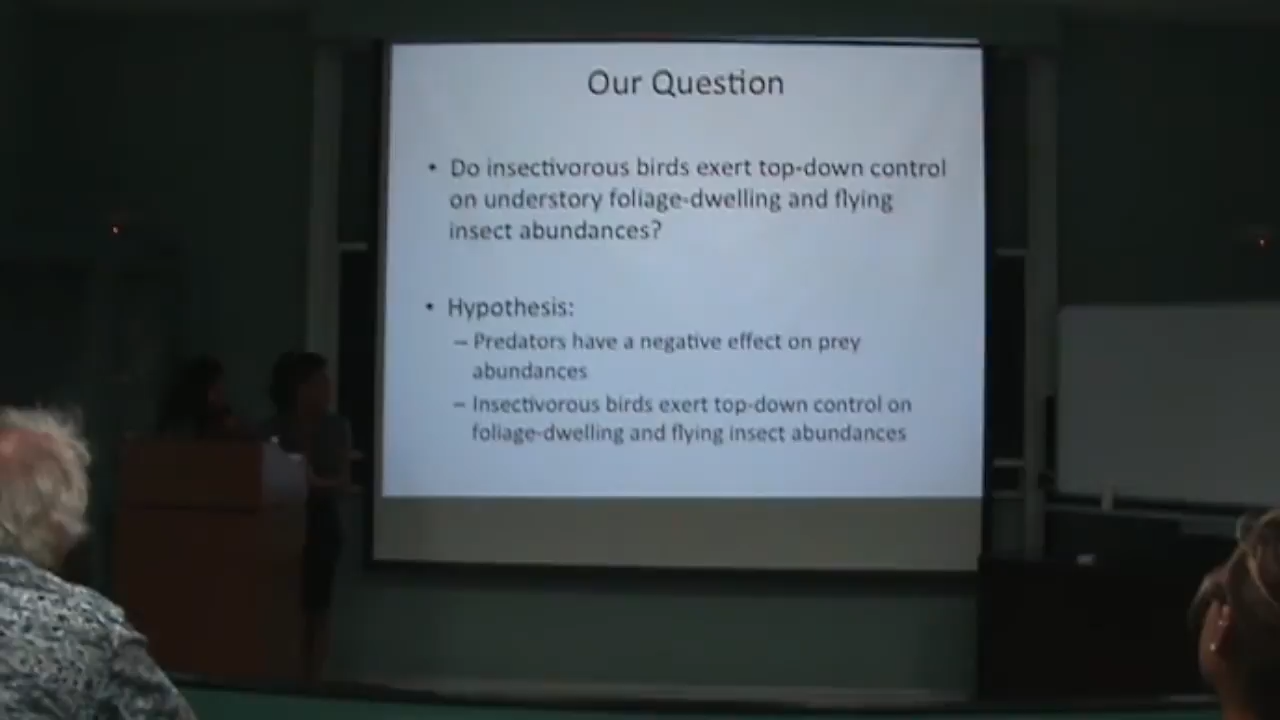 Our Question
• Do insectivorous birds exert top-down control
on understory foliage-dwelling and flying
insect abundances?
• Hypothesis:
– Predators have a negative effect on prey
abundances
– Insectivorous birds exert top-down control on
foliage-dwelling and flying insect abundances